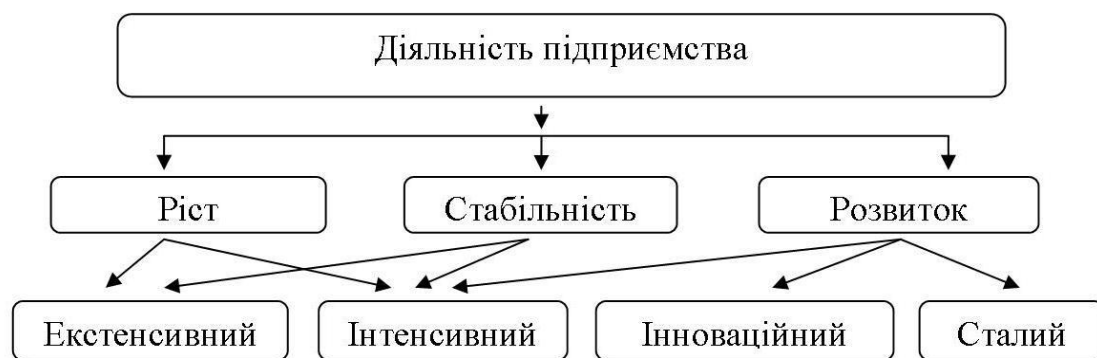 Діяльність підприємства
Ріст
Стабільність
Розвиток
Екстенсивний
Інтенсивний
Інноваційний
Сталий